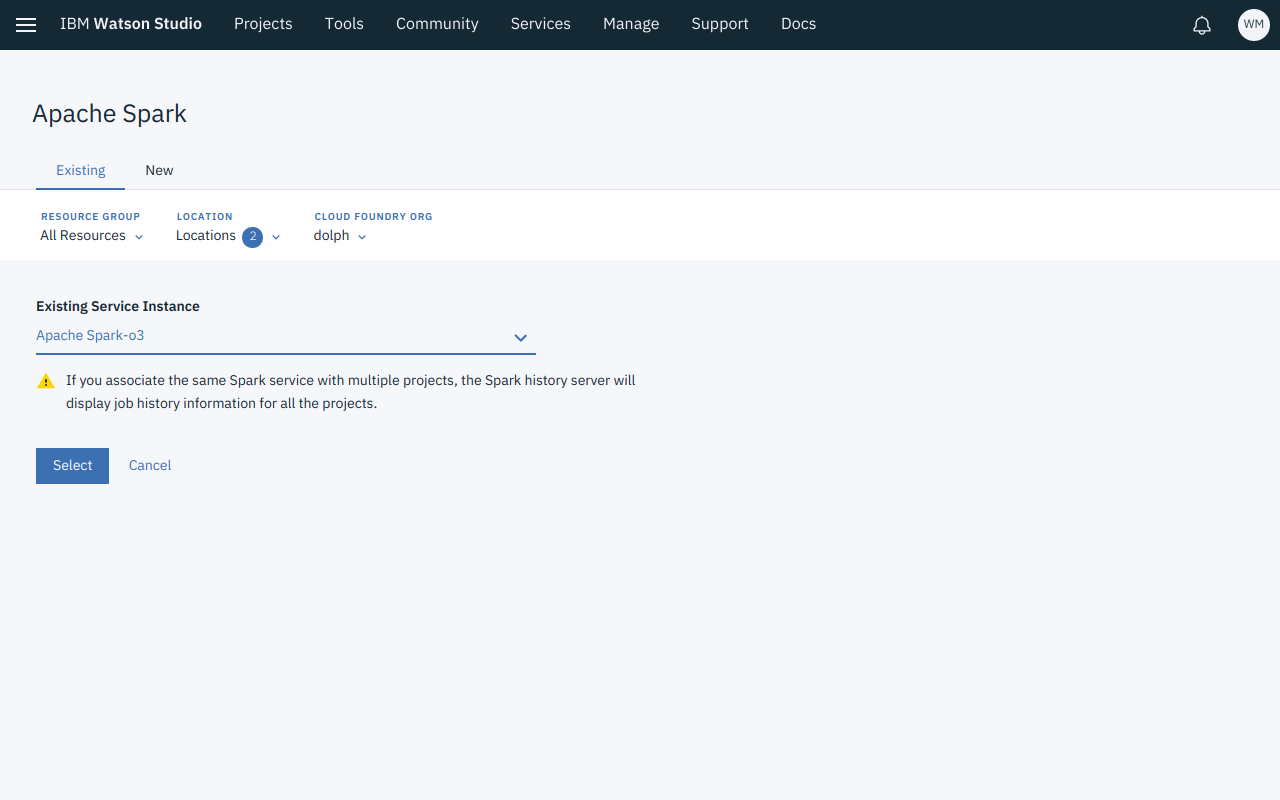 IBM Watson Studio Projects Tools Community Services Manage Support Docs WM
Apache Spark
Existing New
RESOURCE GROUP LOCATION CLOUD FOUNDRY ORG
All Resources Locations 2 dolph
Existing Service Instance
Apache Spark-o3
If you associate the same Spark service with multiple projects, the Spark history server will
display job history information for all the projects.
Select Cancel